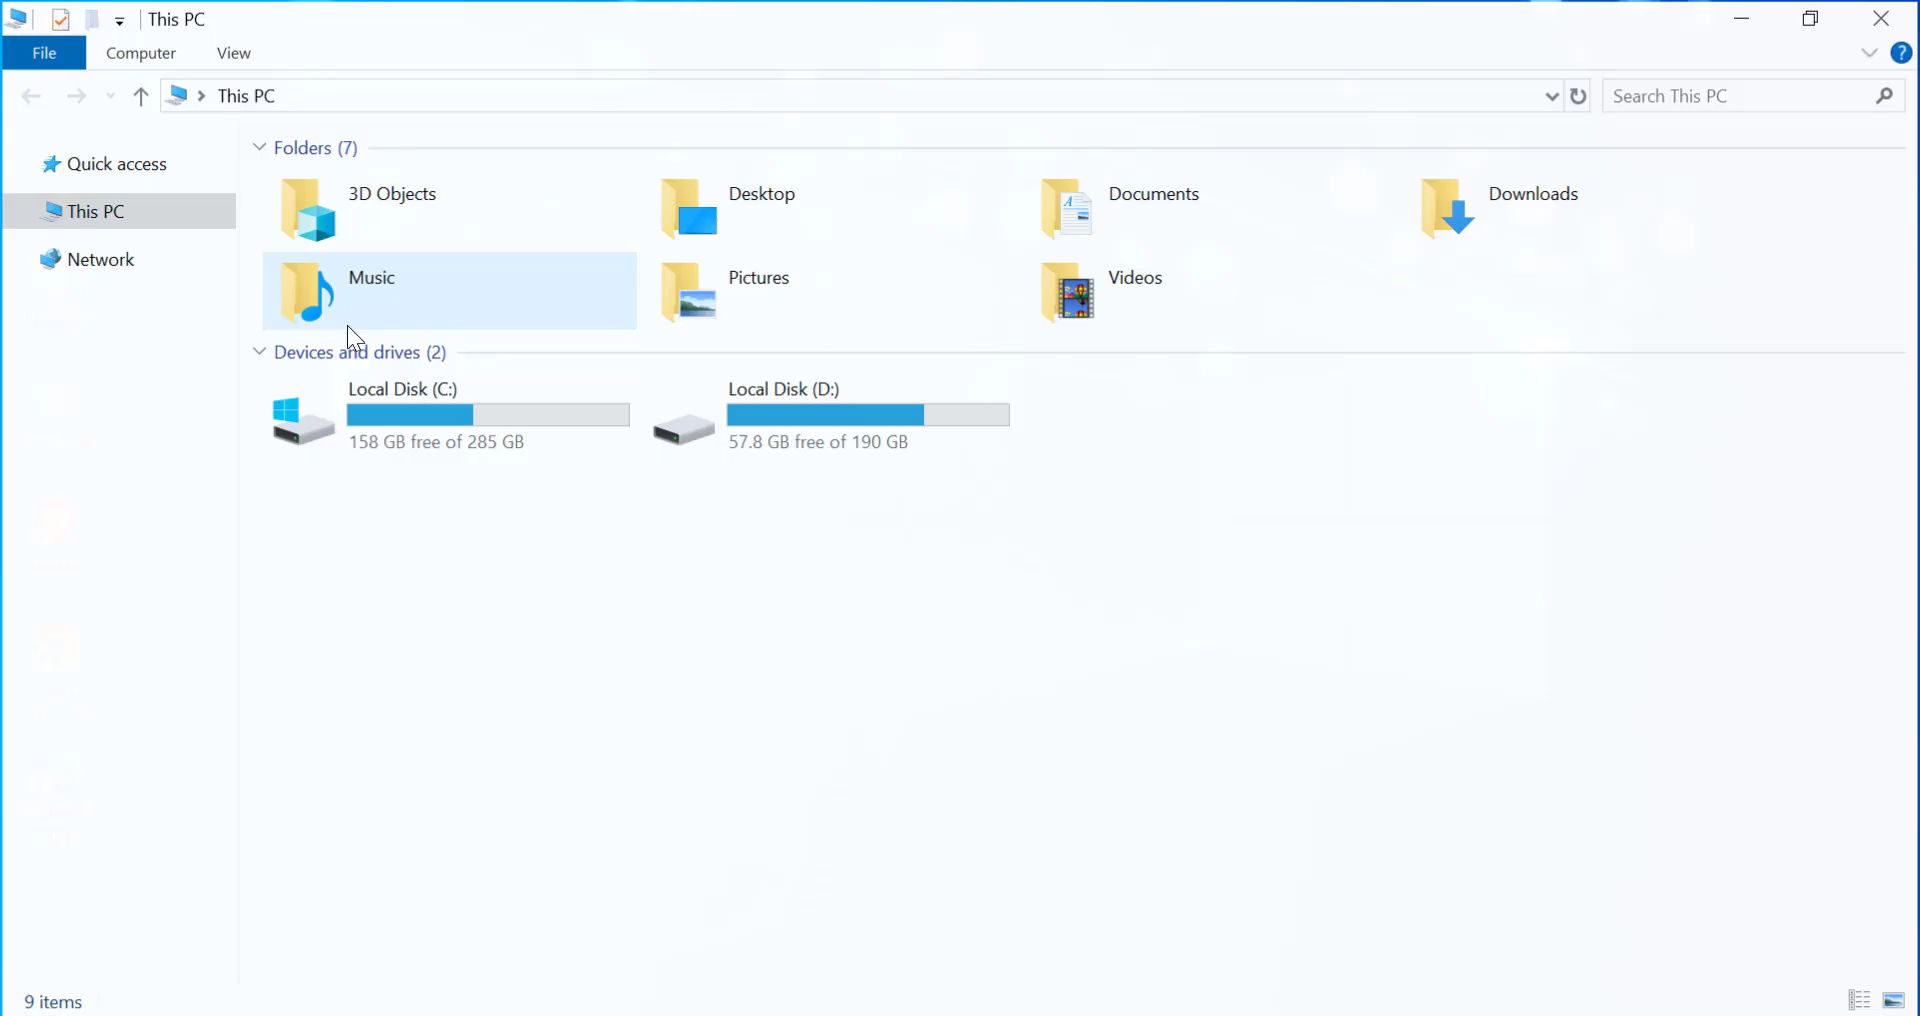 This PC
File Computer View
This PC
Search This PC
Quick access
This PC
Network
Folders (7)
3D Objects
Desktop
Documents
Downloads
Music
Pictures
Videos
Devices and drives (2)
Local Disk (C:)
158 GB free of 285 GB
Local Disk (D:)
57.8 GB free of 190 GB
9 items